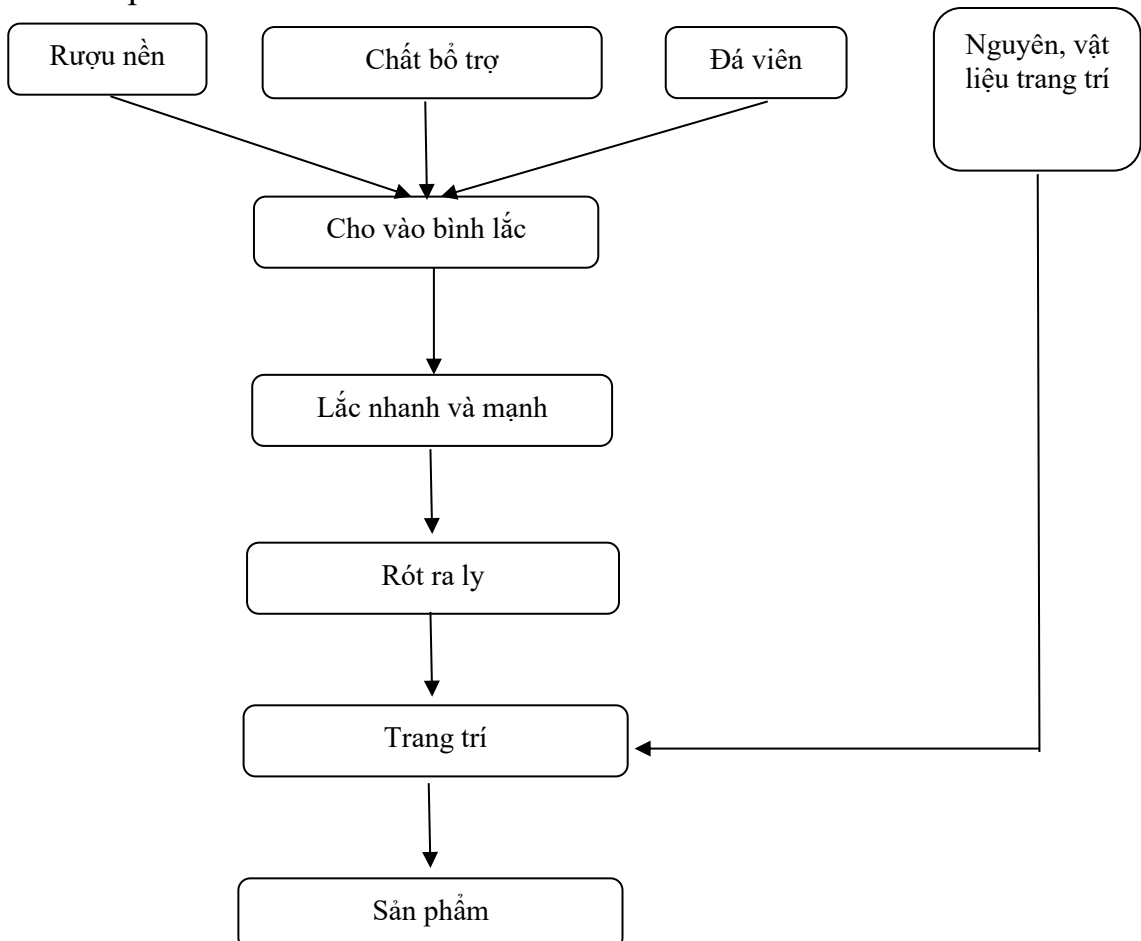 Rượu nền
Chất bổ trợ
Đá viên
Nguyên, vật
liệu trang trí
Cho vào bình lắc
Lắc nhanh và mạnh
Rót ra ly
Trang trí
Sản phẩm